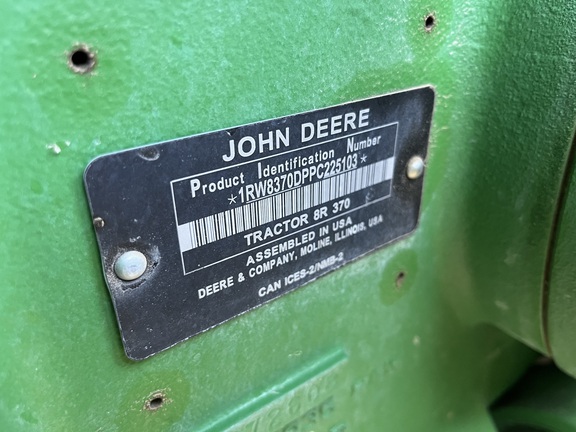 JOHN DEERE
Product Identification Number
*1RW8370DPPC225103*
TRACTOR 8R 370
ASSEMBLED IN USA
DEERE & COMPANY, MOLINE, ILLINOIS, USA
CAN ICES-2/NMB-2